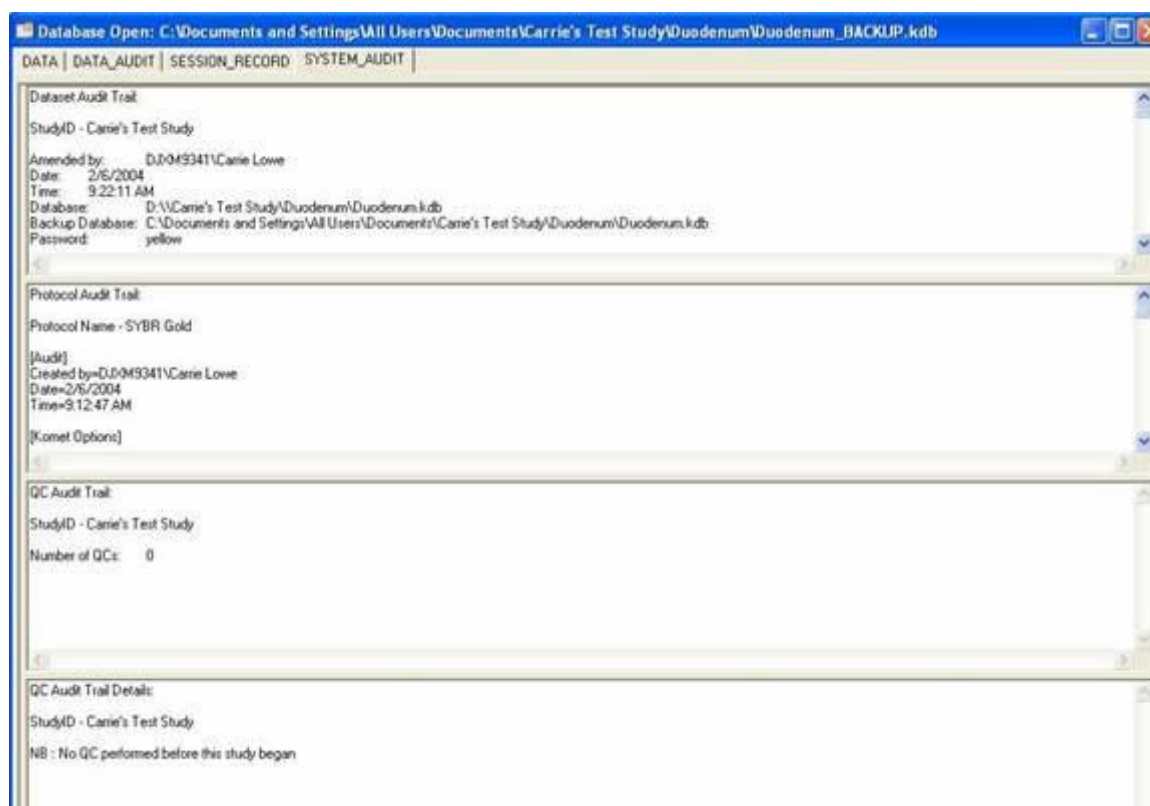 Database Open: C:\Documents and Settings\All Users\Documents\Carrie's Test Study\Duodenum\Duodenum_BACKUP.kdb
DATA | DATA_AUDIT | SESSION_RECORD SYSTEM_AUDIT |
Dataset Audit Trail:
StudyID - Carrie's Test Study
Amended by: DJXM9341\Carrie Lowe
Date: 2/6/2004
Time: 9:22:11 AM
Database: D:\\Carrie's Test Study\Duodenum\Duodenum.kdb
Backup Database: C:\Documents and Settings\All Users\Documents\Carrie's Test Study\Duodenum\Duodenum.kdb
Password: yellow
Protocol Audit Trail:
Protocol Name - SYBR Gold
[Audit]
Created by=DJXM9341\Carrie Lowe
Date=2/6/2004
Time=9:12:47 AM
[Komet Options]
QC Audit Trail:
StudyID - Carrie's Test Study
Number of QCs: 0
QC Audit Trail Details:
StudyID - Carrie's Test Study
NB : No QC performed before this study began